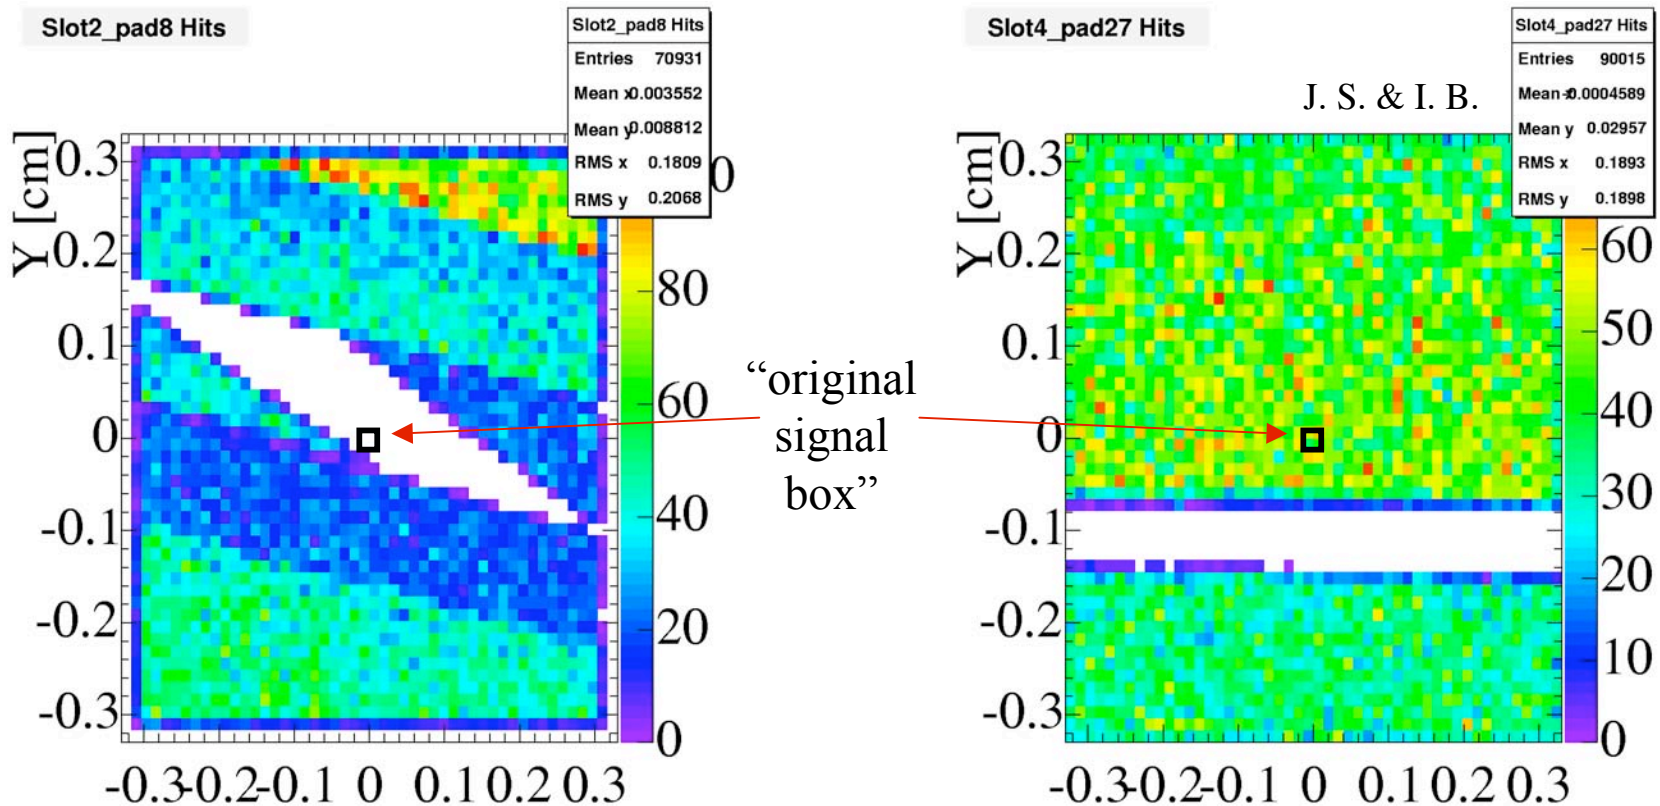 Slot2_pad8 Hits
Slot2_pad8 Hits
Entries 70931
Mean x 0.003552
Mean y 0.008812
RMS x 0.1809
RMS y 0.2068
Y [cm]
0.3
0.2
0.1
0
-0.1
-0.2
-0.3
-0.3 -0.2 -0.1 0 0.1 0.2 0.3
0
80
60
40
20
0
"original
signal
box"
Slot4_pad27 Hits
J. S. & I. B.
Slot4_pad27 Hits
Entries 90015
Mean x -0.0004589
Mean y 0.02957
RMS x 0.1893
RMS y 0.1898
Y [cm]
0.3
0.2
0.1
0
-0.1
-0.2
-0.3
-0.3 -0.2 -0.1 0 0.1 0.2 0.3
60
50
40
30
20
10
0